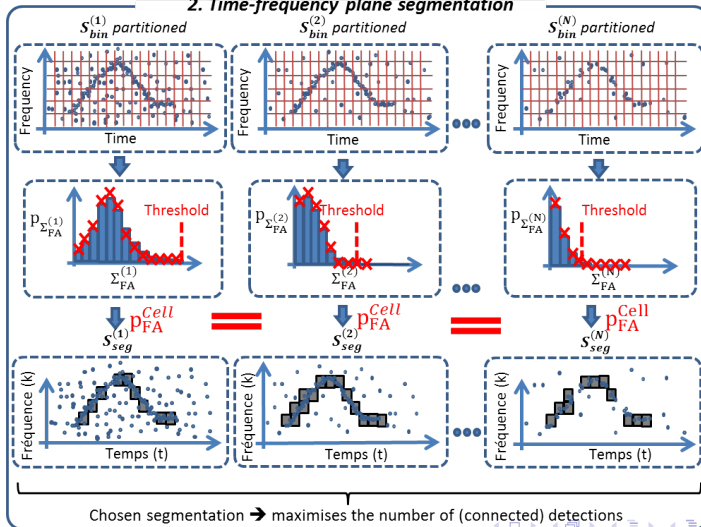 2. Time-frequency plane segmentation
S_bin^(1) partitioned S_bin^(2) partitioned S_bin^(N) partitioned
Frequency Frequency Frequency
Time Time Time
p_Σ_FA^(1) Threshold p_Σ_FA^(2) Threshold p_Σ_FA^(N) Threshold
Σ_FA^(1) Σ_FA^(2) Σ_FA^(N)
p_FA^Cell = p_FA^Cell = p_FA^Cell
S_seg^(1) S_seg^(2) S_seg^(N)
Fréquence (k) Fréquence (k) Fréquence (k)
Temps (t) Temps (t) Temps (t)
Chosen segmentation ➔ maximises the number of (connected) detections